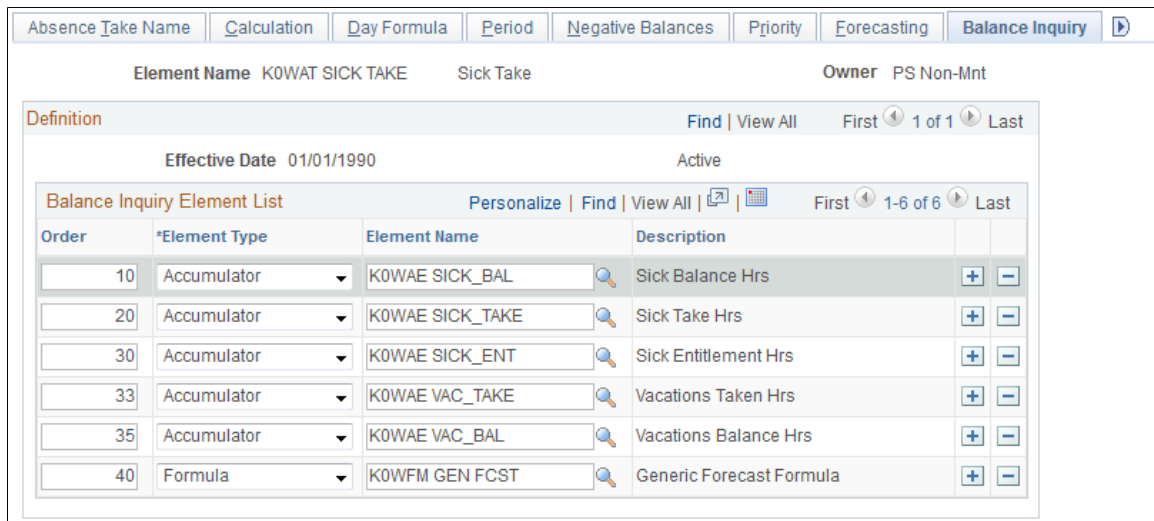 Absence Take Name Calculation Day Formula Period Negative Balances Priority Forecasting Balance Inquiry
Element Name K0WAT SICK TAKE Sick Take Owner PS Non-Mnt
Definition Find | View All First 1 of 1 Last
Effective Date 01/01/1990 Active
Balance Inquiry Element List Personalize | Find | View All | | First 1-6 of 6 Last
Order *Element Type Element Name Description
10 Accumulator K0WAE SICK_BAL Sick Balance Hrs + -
20 Accumulator K0WAE SICK_TAKE Sick Take Hrs + -
30 Accumulator K0WAE SICK_ENT Sick Entitlement Hrs + -
33 Accumulator K0WAE VAC_TAKE Vacations Taken Hrs + -
35 Accumulator K0WAE VAC_BAL Vacations Balance Hrs + -
40 Formula K0WFM GEN FCST Generic Forecast Formula + -